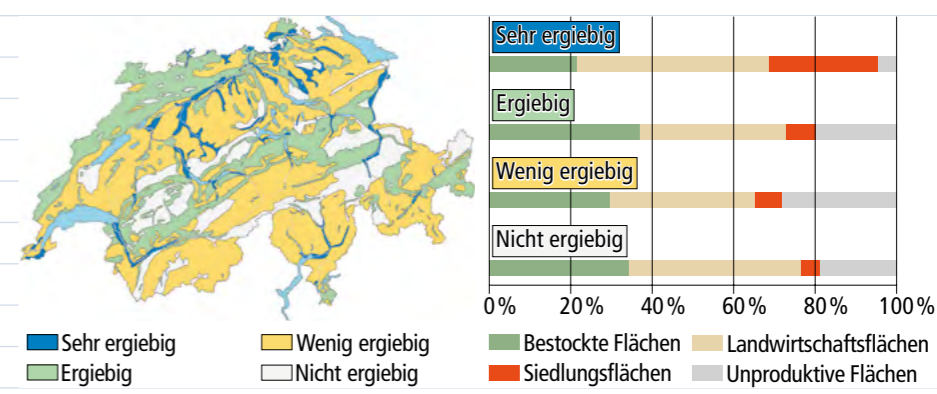 Sehr ergiebig
Ergiebig
Wenig ergiebig
Nicht ergiebig
0 % 20 % 40 % 60 % 80 % 100 %
Sehr ergiebig Wenig ergiebig
Ergiebig Nicht ergiebig
Bestockte Flächen Landwirtschaftsflächen
Siedlungsflächen Unproduktive Flächen